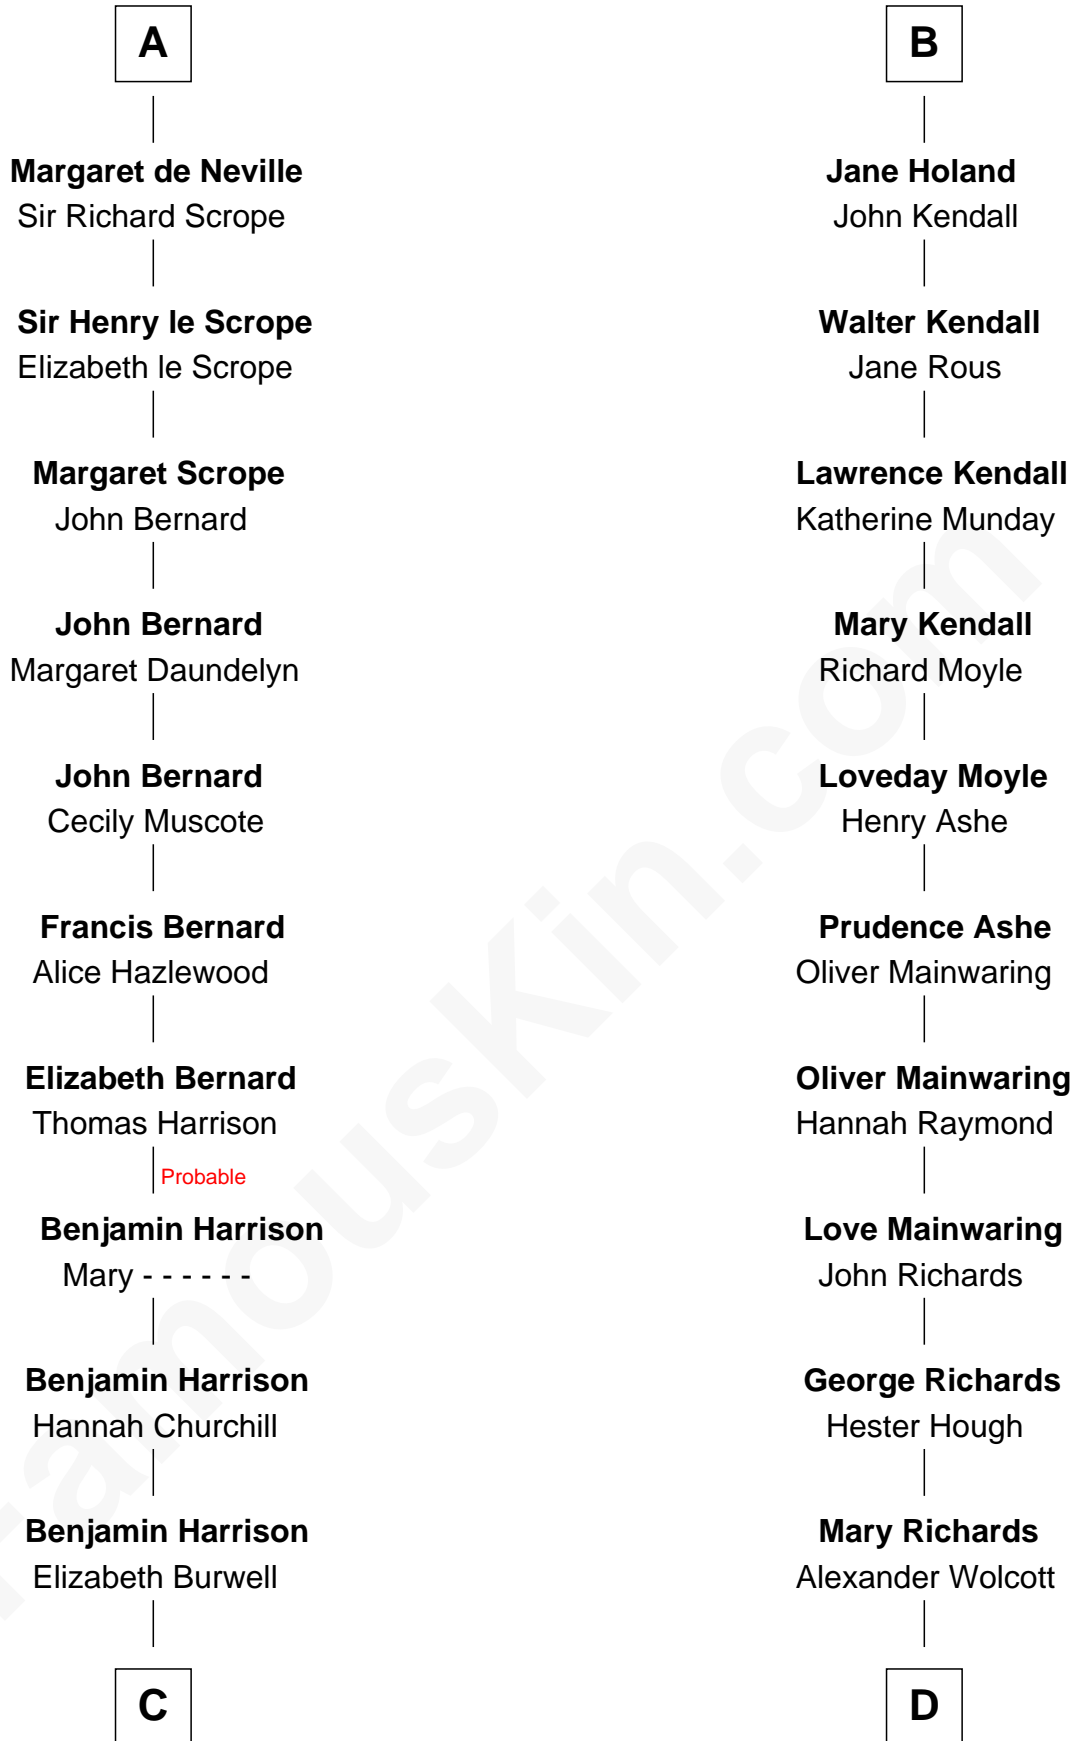 A
Margaret de Neville
Sir Richard Scrope
Sir Henry le Scrope
Elizabeth le Scrope
Margaret Scrope
John Bernard
John Bernard
Margaret Daundelyn
John Bernard
Cecily Muscote
Francis Bernard
Alice Hazlewood
Elizabeth Bernard
Thomas Harrison
Probable
Benjamin Harrison
Mary - - - - - -
Benjamin Harrison
Hannah Churchill
Benjamin Harrison
Elizabeth Burwell
C
B
Jane Holand
John Kendall
Walter Kendall
Jane Rous
Lawrence Kendall
Katherine Munday
Mary Kendall
Richard Moyle
Loveday Moyle
Henry Ashe
Prudence Ashe
Oliver Mainwaring
Oliver Mainwaring
Hannah Raymond
Love Mainwaring
John Richards
George Richards
Hester Hough
Mary Richards
Alexander Wolcott
D
FamousKin.com